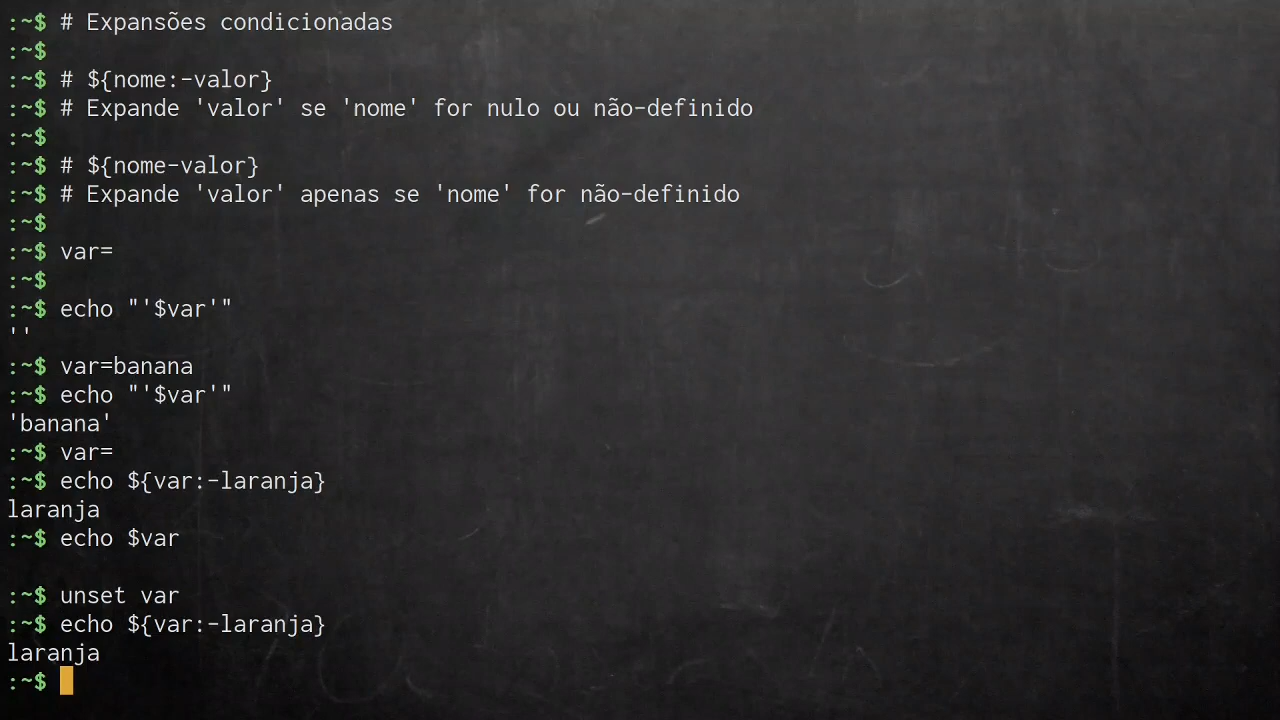 :~$ # Expansões condicionadas
:~$
:~$ # ${nome:-valor}
:~$ # Expande 'valor' se 'nome' for nulo ou não-definido
:~$
:~$ # ${nome-valor}
:~$ # Expande 'valor' apenas se 'nome' for não-definido
:~$
:~$ var=
:~$
:~$ echo "'$var'"
''
:~$ var=banana
:~$ echo "'$var'"
'banana'
:~$ var=
:~$ echo ${var:-laranja}
laranja
:~$ echo $var

:~$ unset var
:~$ echo ${var:-laranja}
laranja
:~$